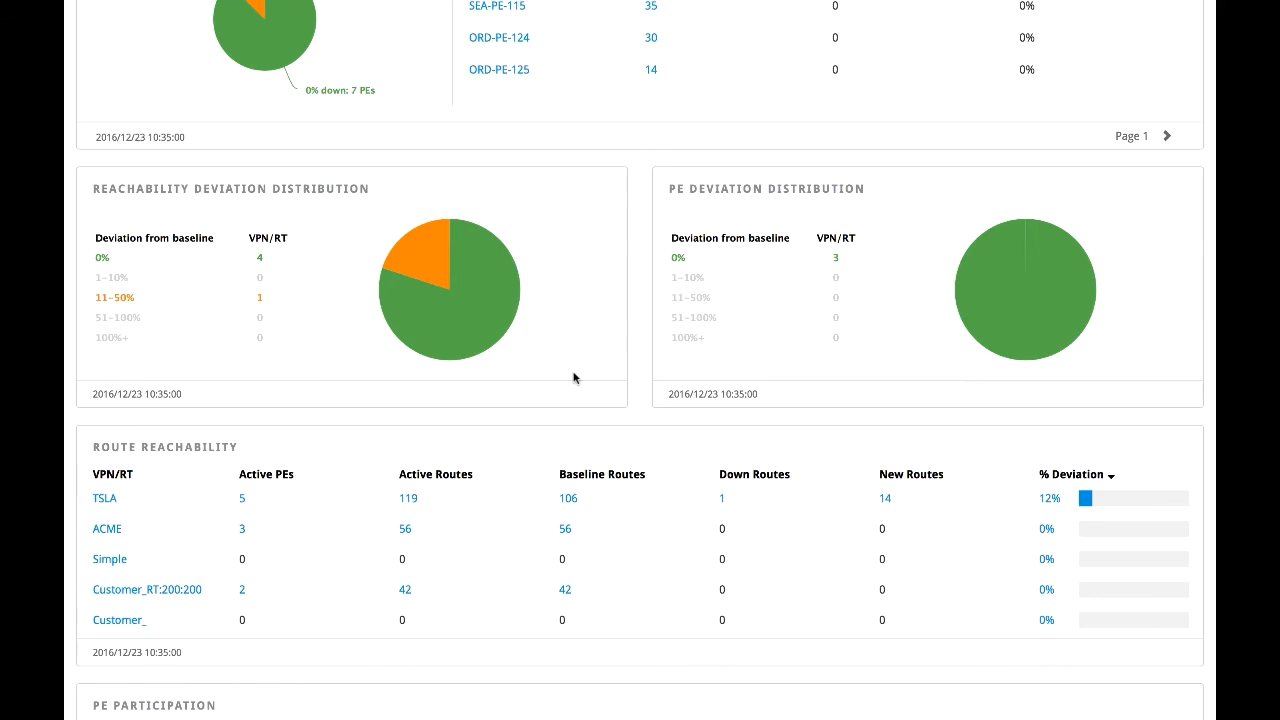 SEA-PE-115 35 0 0%
ORD-PE-124 30 0 0%
ORD-PE-125 14 0 0%
0% down: 7 PEs
2016/12/23 10:35:00 Page 1
REACHABILITY DEVIATION DISTRIBUTION
Deviation from baseline VPN/RT
0% 4
1-10% 0
11-50% 1
51-100% 0
100%+ 0
2016/12/23 10:35:00
PE DEVIATION DISTRIBUTION
Deviation from baseline VPN/RT
0% 3
1-10% 0
11-50% 0
51-100% 0
100%+ 0
2016/12/23 10:35:00
ROUTE REACHABILITY
VPN/RT Active PEs Active Routes Baseline Routes Down Routes New Routes % Deviation
TSLA 5 119 106 1 14 12%
ACME 3 56 56 0 0 0%
Simple 0 0 0 0 0 0%
Customer_RT:200:200 2 42 42 0 0 0%
Customer_ 0 0 0 0 0 0%
2016/12/23 10:35:00
PE PARTICIPATION